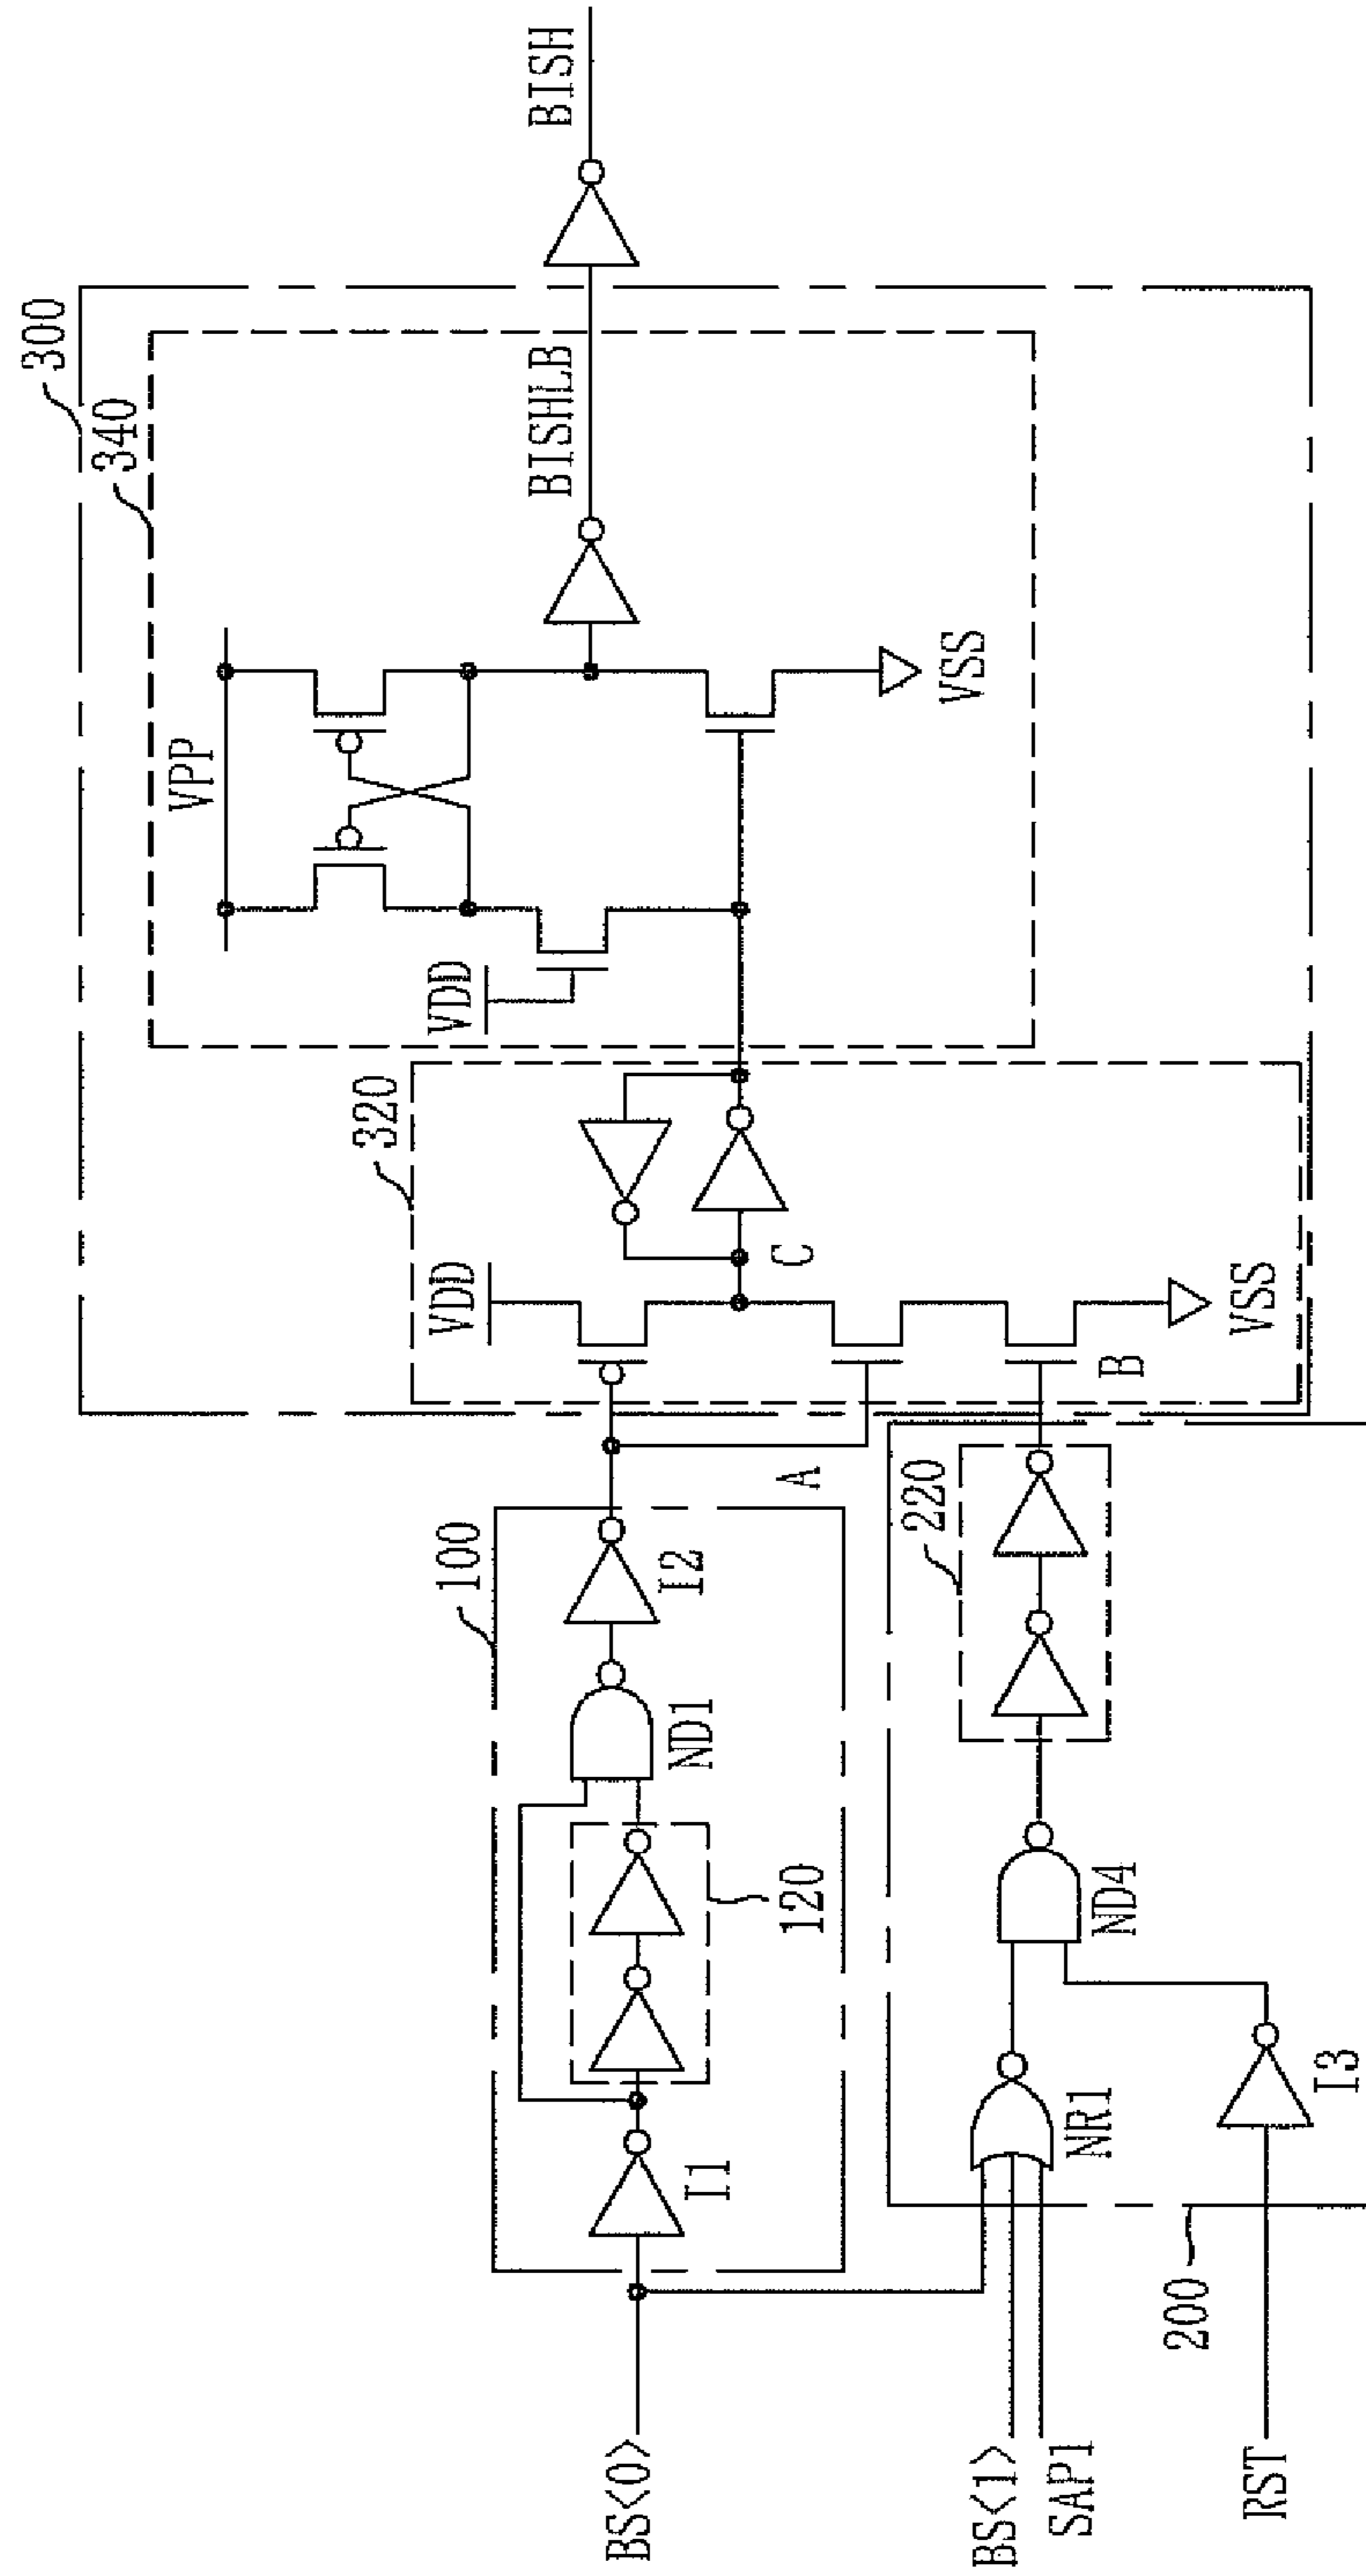 300
340
VPP
BISHLB
BISH
VDD
VSS
320
VDD
C
B
VSS
100
A
I2
ND1
120
I1
220
ND4
NR1
I3
200
BS<0>
BS<1>
SAP1
RST